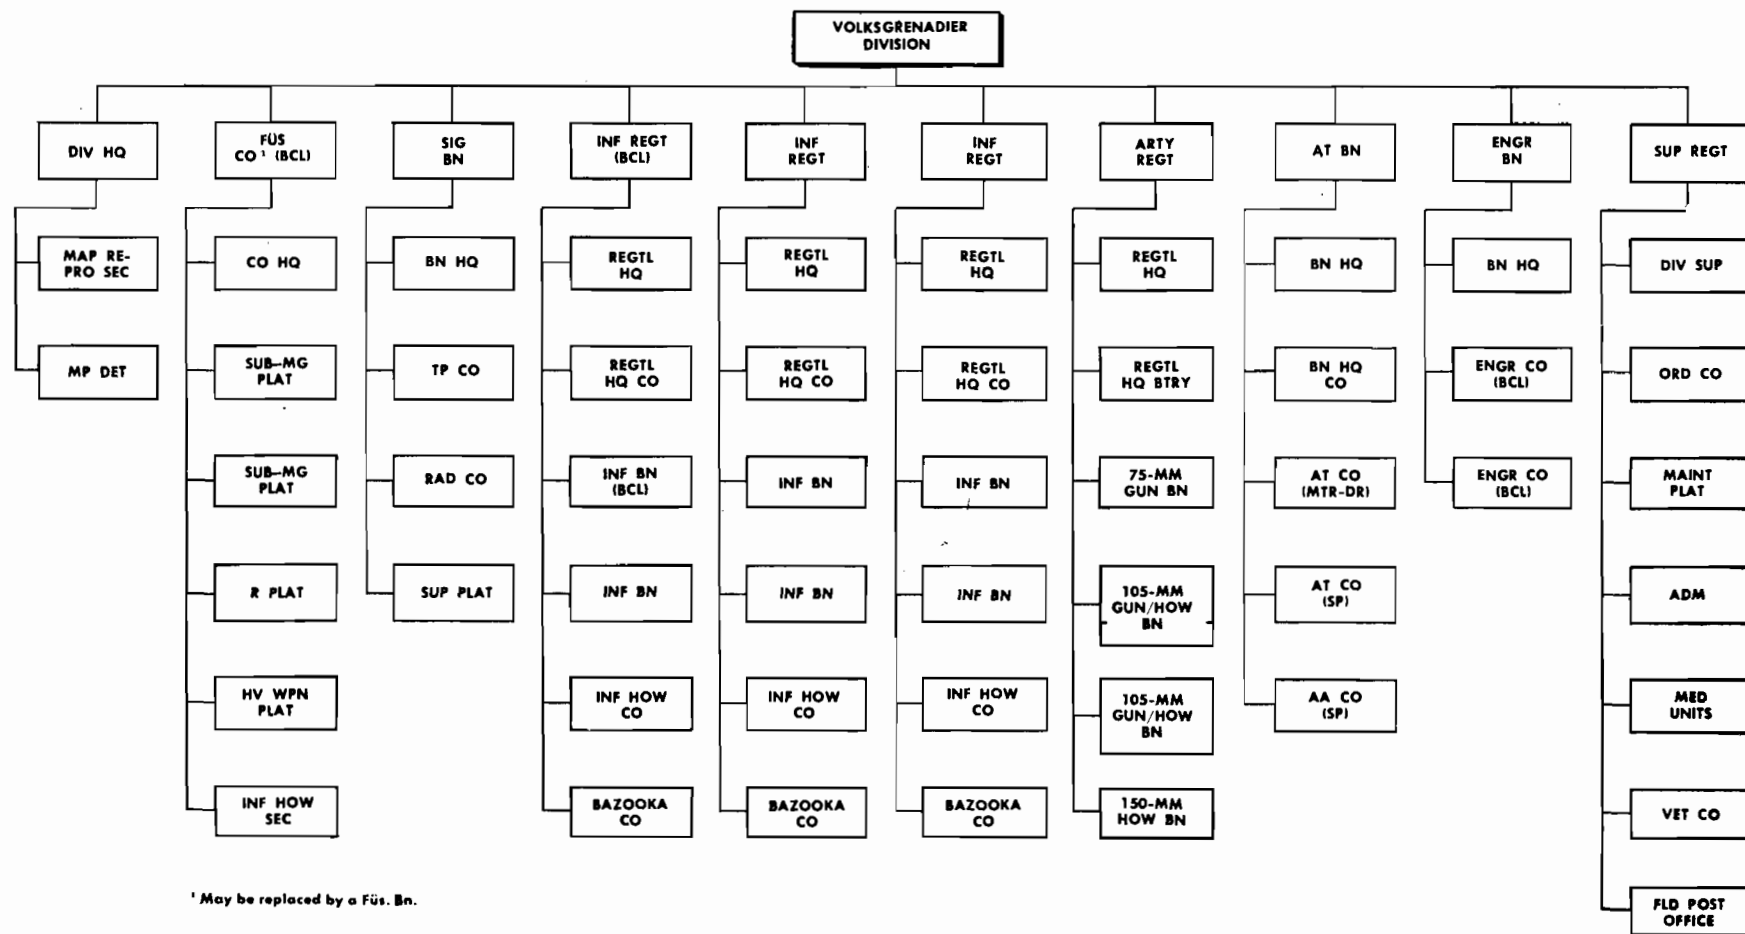 VOLKSGRENADIER
DIVISION
DIV HQ
FÜS
CO¹ (BCL)
SIG
BN
INF REGT
(BCL)
INF
REGT
INF
REGT
ARTY
REGT
AT BN
ENGR
BN
SUP REGT
MAP RE-
PRO SEC
MP DET
CO HQ
SUB-MG
PLAT
SUB-MG
PLAT
R PLAT
HV WPN
PLAT
INF HOW
SEC
BN HQ
TP CO
RAD CO
SUP PLAT
REGTL
HQ
REGTL
HQ CO
INF BN
(BCL)
INF BN
INF HOW
CO
BAZOOKA
CO
REGTL
HQ
REGTL
HQ CO
INF BN
INF BN
INF HOW
CO
BAZOOKA
CO
REGTL
HQ
REGTL
HQ CO
INF BN
INF BN
INF HOW
CO
BAZOOKA
CO
REGTL
HQ
REGTL
HQ BTRY
75-MM
GUN BN
105-MM
GUN/HOW
BN
105-MM
GUN/HOW
BN
150-MM
HOW BN
BN HQ
BN HQ
CO
AT CO
(MTR-DR)
AT CO
(SP)
AA CO
(SP)
BN HQ
ENGR CO
(BCL)
ENGR CO
(BCL)
DIV SUP
ORD CO
MAINT
PLAT
ADM
MED
UNITS
VET CO
FLD POST
OFFICE
¹ May be replaced by a Füs. Bn.